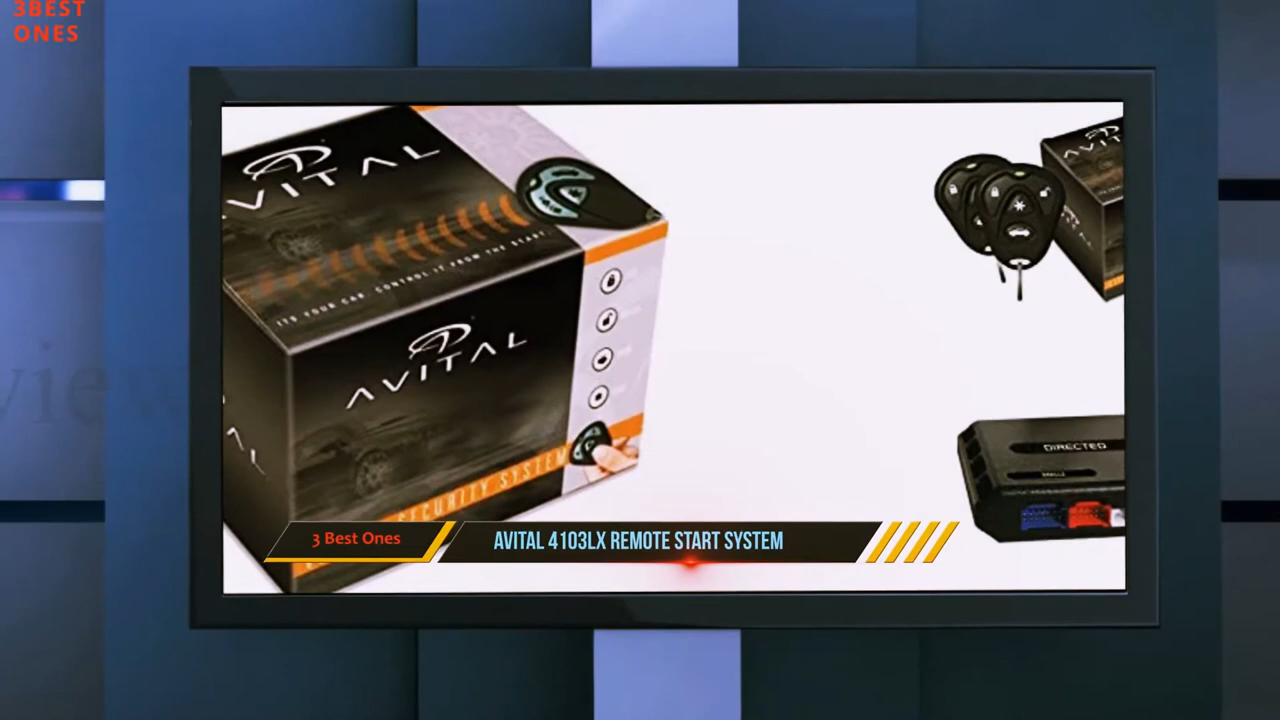 3BEST
ONES
view
AVITAL
IT'S YOUR CAR. CONTROL IT FROM THE START.
AVITAL
SECURITY SYSTEM
AVITAL
DIRECTED
3 Best Ones
AVITAL 4103LX REMOTE START SYSTEM